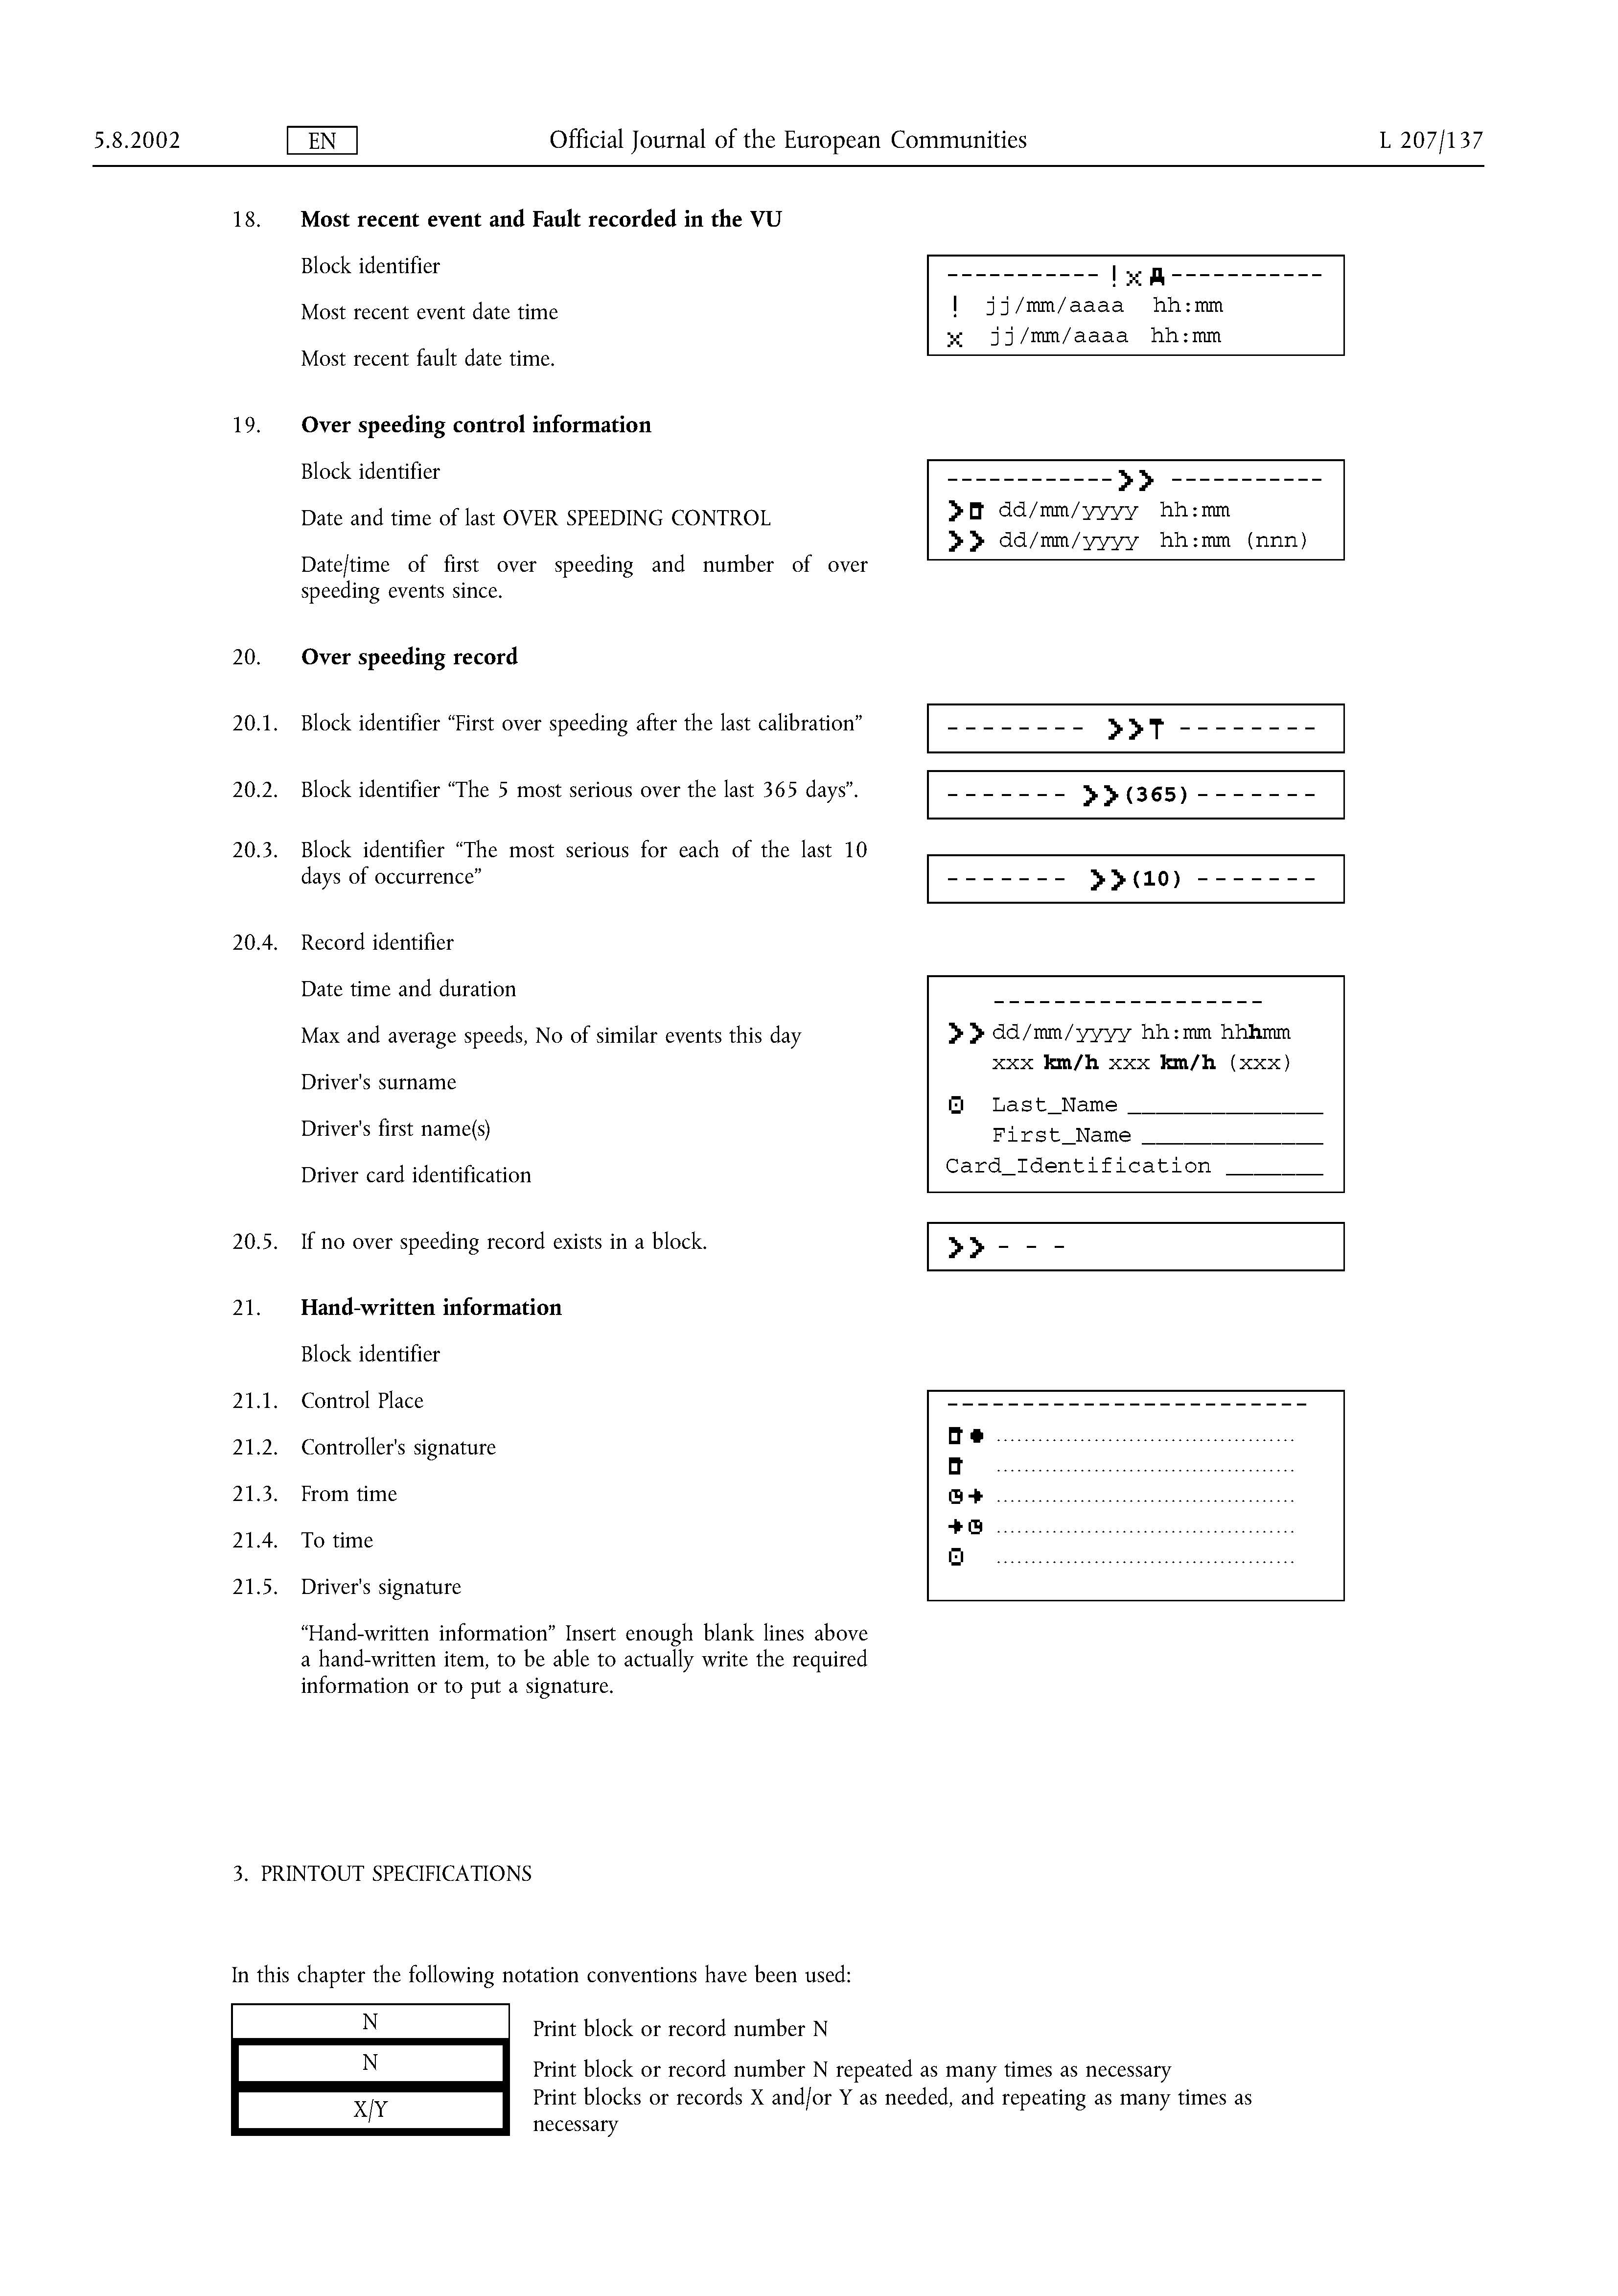 5.8.2002 EN Official Journal of the European Communities L 207/137
18. Most recent event and Fault recorded in the VU
Block identifier
Most recent event date time
Most recent fault date time.
----------- !x -----------
! jj/mm/aaaa hh:mm
x jj/mm/aaaa hh:mm
19. Over speeding control information
Block identifier
Date and time of last OVER SPEEDING CONTROL
Date/time of first over speeding and number of over
speeding events since.
------------>> -----------
> dd/mm/yyyy hh:mm
>> dd/mm/yyyy hh:mm (nnn)
20. Over speeding record
20.1. Block identifier “First over speeding after the last calibration”
-------- >> --------
20.2. Block identifier “The 5 most serious over the last 365 days”.
------- >>(365) -------
20.3. Block identifier “The most serious for each of the last 10
days of occurrence”
------- >>(10) -------
20.4. Record identifier
Date time and duration
Max and average speeds, No of similar events this day
Driver's surname
Driver's first name(s)
Driver card identification
------------------
>> dd/mm/yyyy hh:mm hhhmm
xxx km/h xxx km/h (xxx)
Last_Name ______________
First_Name _____________
Card_Identification _______
20.5. If no over speeding record exists in a block.
>> - - -
21. Hand-written information
Block identifier
21.1. Control Place
21.2. Controller's signature
21.3. From time
21.4. To time
21.5. Driver's signature
“Hand-written information” Insert enough blank lines above
a hand-written item, to be able to actually write the required
information or to put a signature.
------------------------
...........................................
...........................................
...........................................
...........................................
...........................................
3. PRINTOUT SPECIFICATIONS
In this chapter the following notation conventions have been used:
N Print block or record number N
N Print block or record number N repeated as many times as necessary
X/Y Print blocks or records X and/or Y as needed, and repeating as many times as
necessary